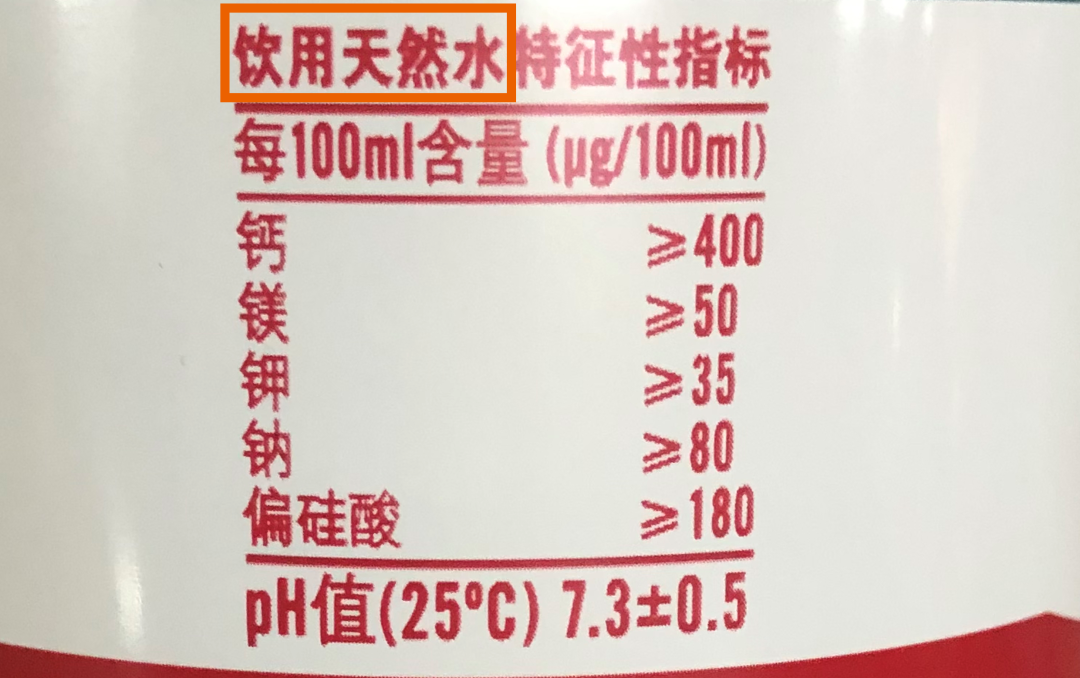 饮用天然水特征性指标
每100ml含量 (μg/100ml)
钙 ⩾400
镁 ⩾50
钾 ⩾35
钠 ⩾80
偏硅酸 ⩾180
pH值(25ºC) 7.3±0.5